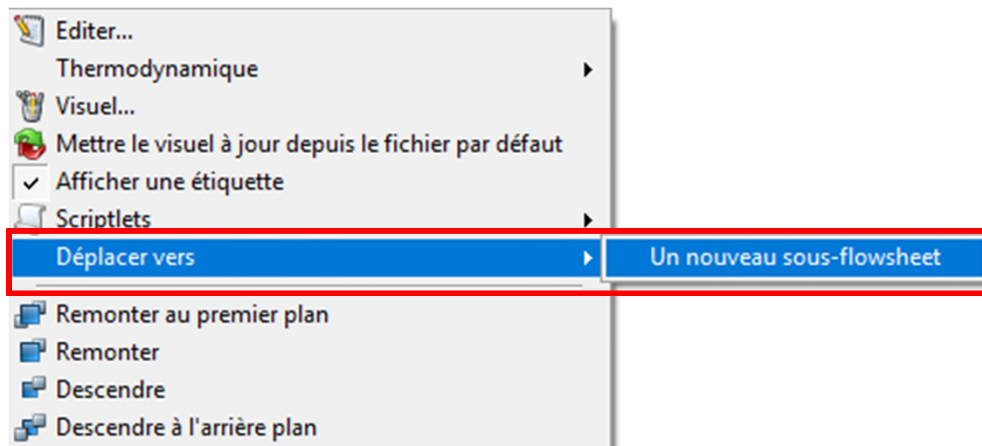 Editer...
Thermodynamique
Visuel...
Mettre le visuel à jour depuis le fichier par défaut
Afficher une étiquette
Scriptlets
Déplacer vers
Un nouveau sous-flowsheet
Remonter au premier plan
Remonter
Descendre
Descendre à l'arrière plan